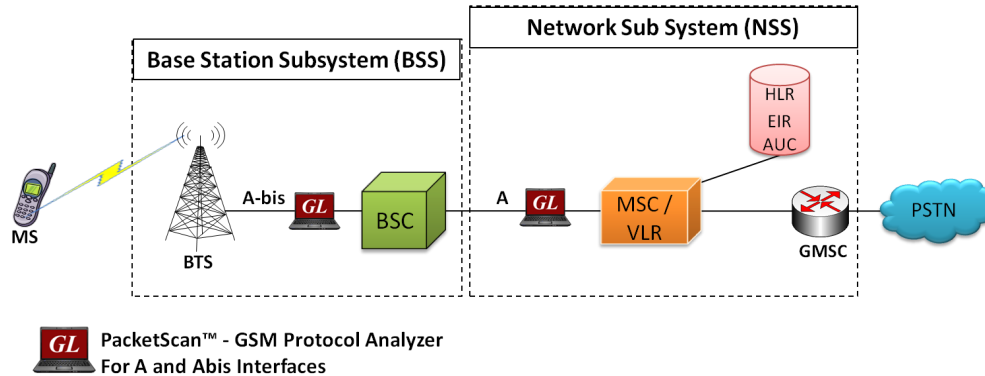 Network Sub System (NSS)
Base Station Subsystem (BSS)
HLR
EIR
AUC
MS
BTS
A-bis
GL
BSC
A
GL
MSC /
VLR
GMSC
PSTN
GL
PacketScan™ - GSM Protocol Analyzer
For A and Abis Interfaces